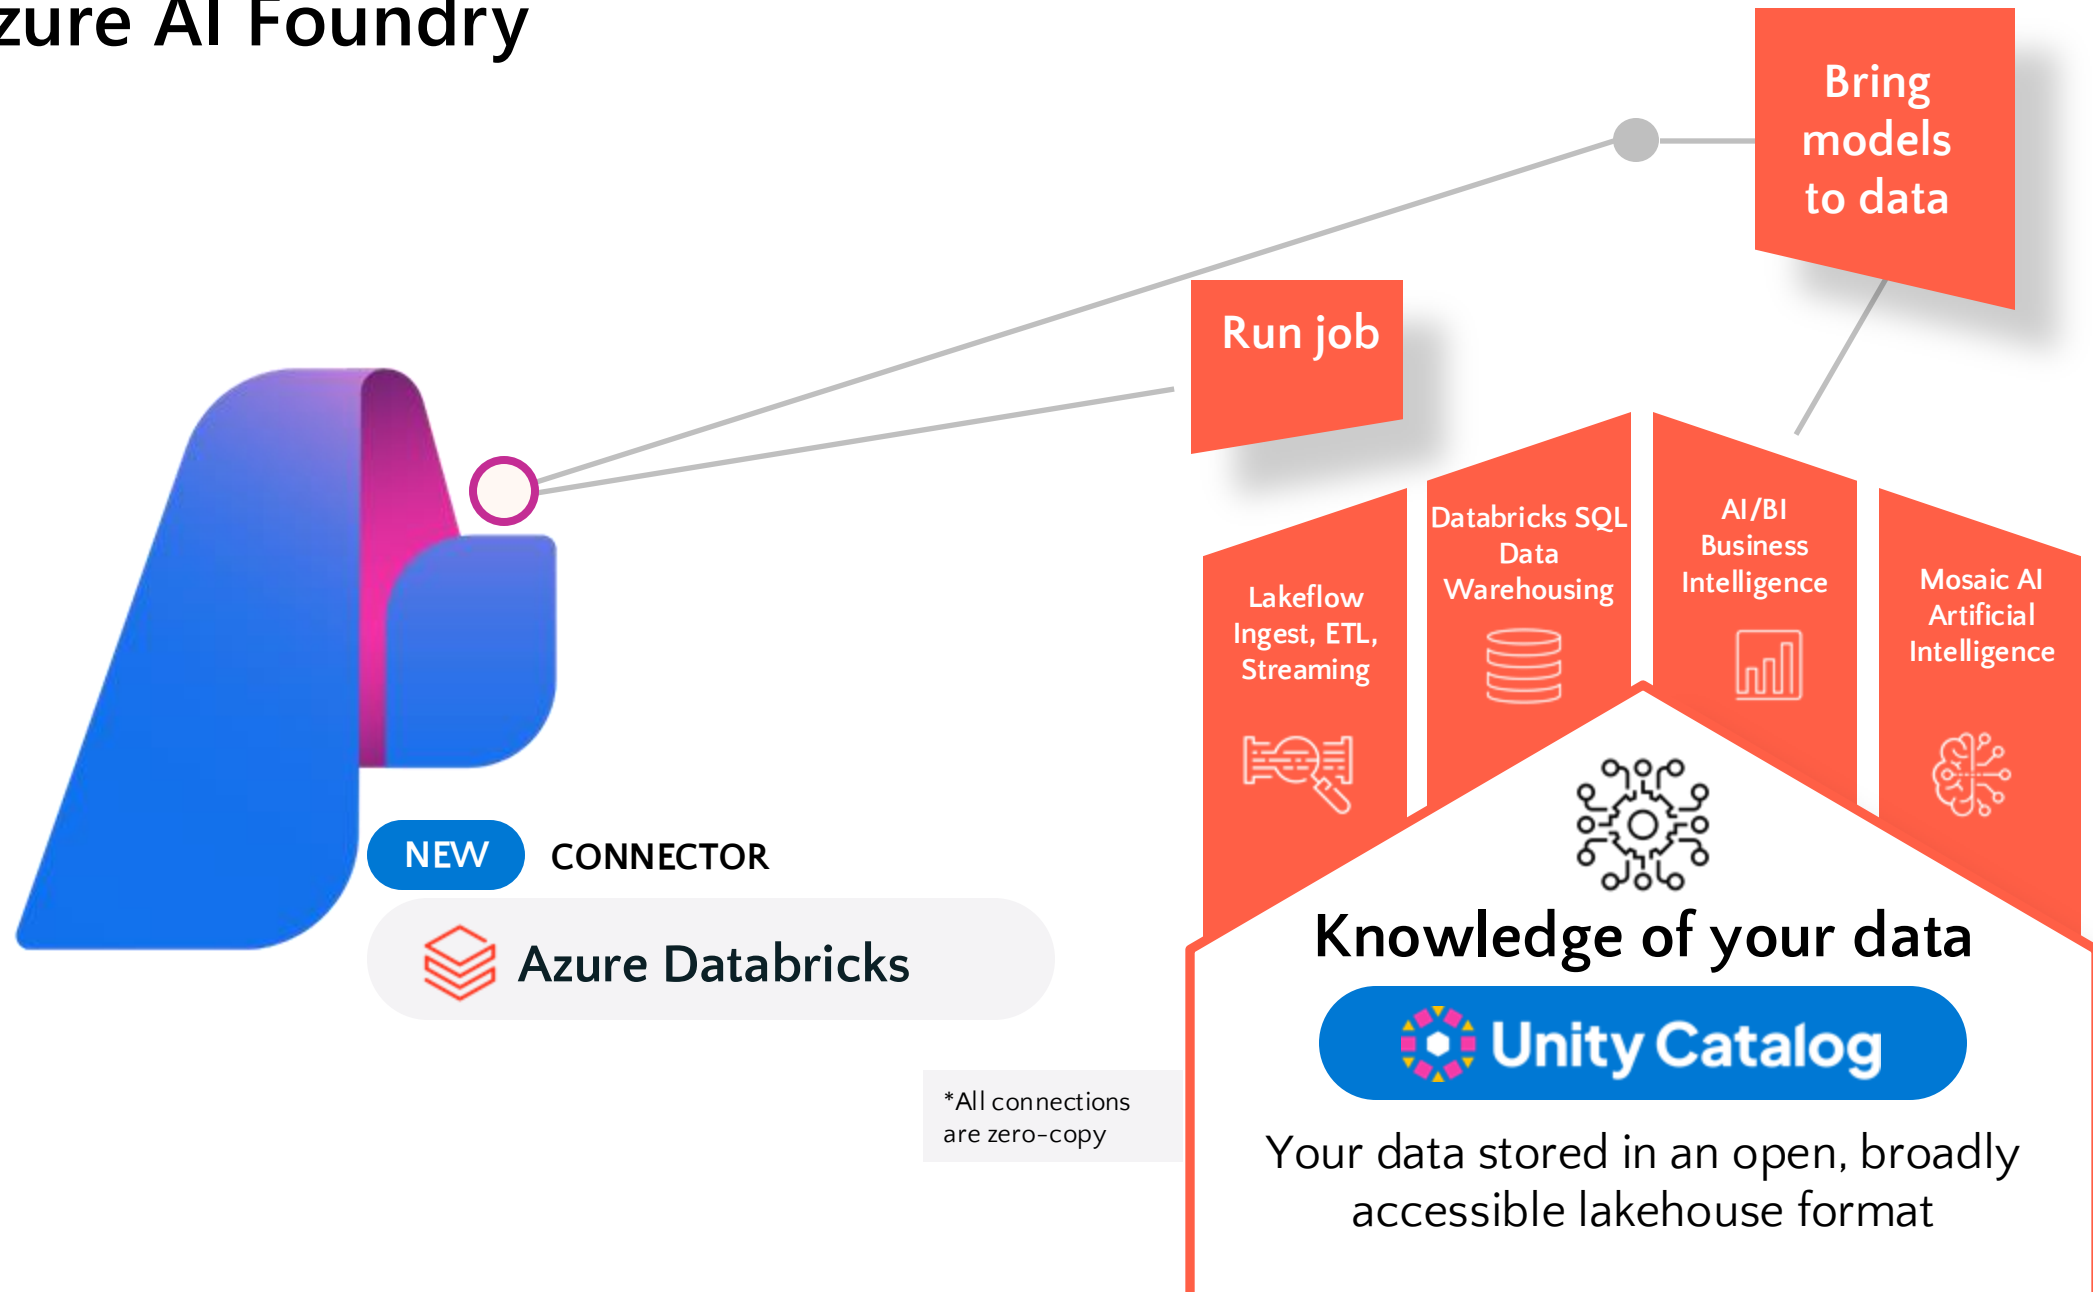 zure AI Foundry
Bring
models
to data
Run job
Databricks SQL
Data
Warehousing
AI/BI
Business
Intelligence
Lakeflow
Ingest, ETL,
Streaming
Mosaic AI
Artificial
Intelligence
NEW CONNECTOR
Azure Databricks
Knowledge of your data
Unity Catalog
*All connections
are zero-copy
Your data stored in an open, broadly
accessible lakehouse format